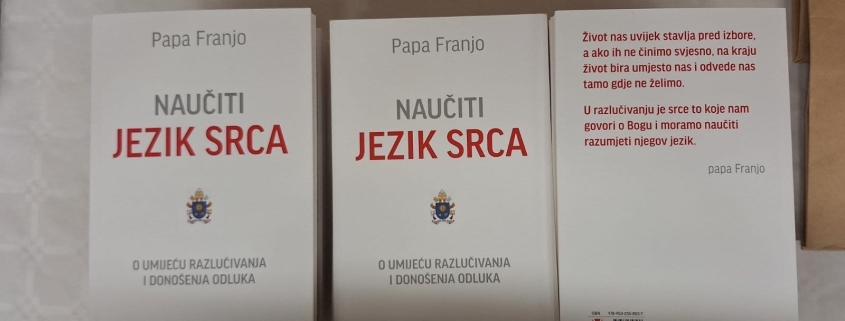 Papa Franjo
NAUČITI
JEZIK SRCA
O UMIJEĆU RAZLUČIVANJA
I DONOŠENJA ODLUKA
Papa Franjo
NAUČITI
JEZIK SRCA
O UMIJEĆU RAZLUČIVANJA
I DONOŠENJA ODLUKA
Život nas uvijek stavlja pred izbore,
a ako ih ne činimo svjesno, na kraju
život bira umjesto nas i odvede nas
tamo gdje ne želimo.
U razlučivanju je srce to koje nam
govori o Bogu i moramo naučiti
razumjeti njegov jezik.
papa Franjo
ISBN